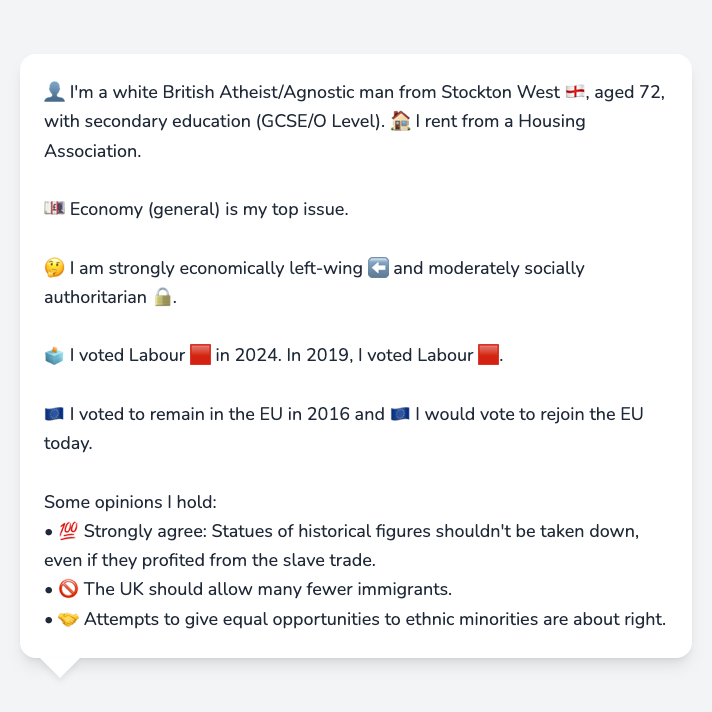 👤 I'm a white British Atheist/Agnostic man from Stockton West 🏴󠁧󠁢󠁥󠁮󠁧󠁿, aged 72,
with secondary education (GCSE/O Level). 🏠 I rent from a Housing
Association.
💷 Economy (general) is my top issue.
🤔 I am strongly economically left-wing ⬅️ and moderately socially
authoritarian 🔒.
🗳️ I voted Labour 🟥 in 2024. In 2019, I voted Labour 🟥.
🇪🇺 I voted to remain in the EU in 2016 and 🇪🇺 I would vote to rejoin the EU
today.
Some opinions I hold:
• 💯 Strongly agree: Statues of historical figures shouldn't be taken down,
even if they profited from the slave trade.
• 🚫 The UK should allow many fewer immigrants.
• 🤝 Attempts to give equal opportunities to ethnic minorities are about right.